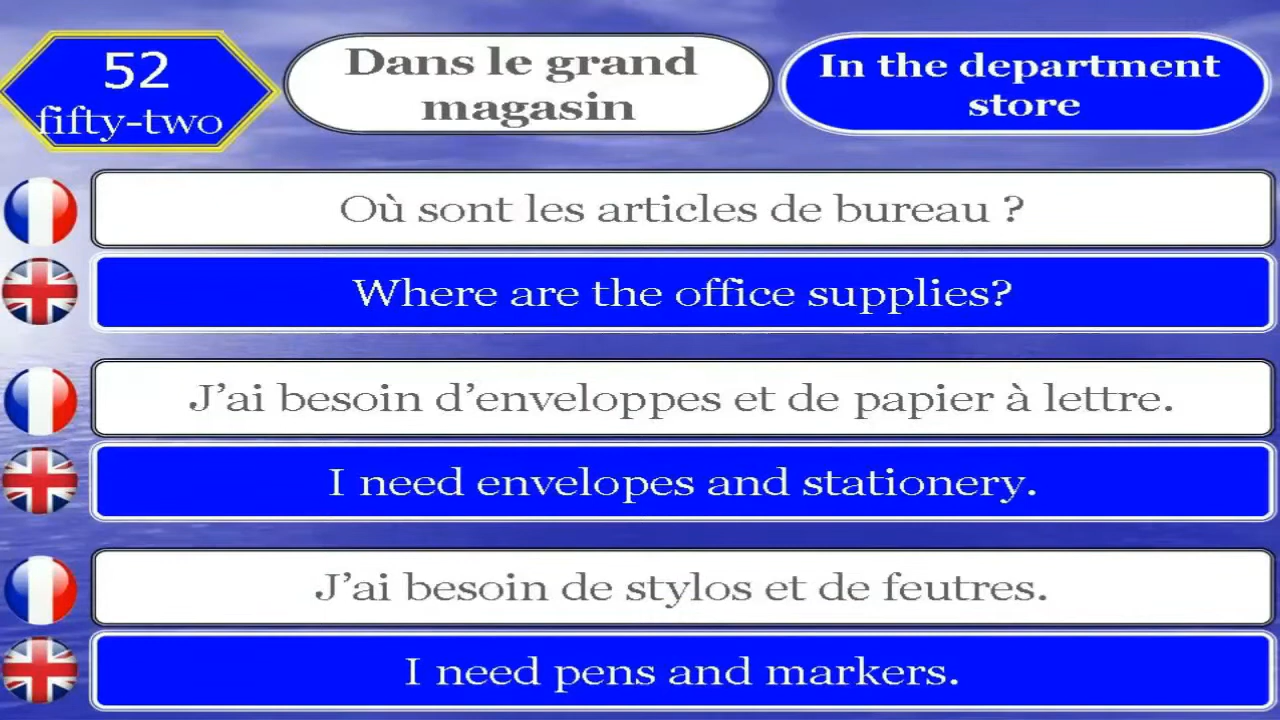 52
fifty-two
Dans le grand
magasin
In the department
store
Où sont les articles de bureau ?
Where are the office supplies?
J’ai besoin d’enveloppes et de papier à lettre.
I need envelopes and stationery.
J’ai besoin de stylos et de feutres.
I need pens and markers.